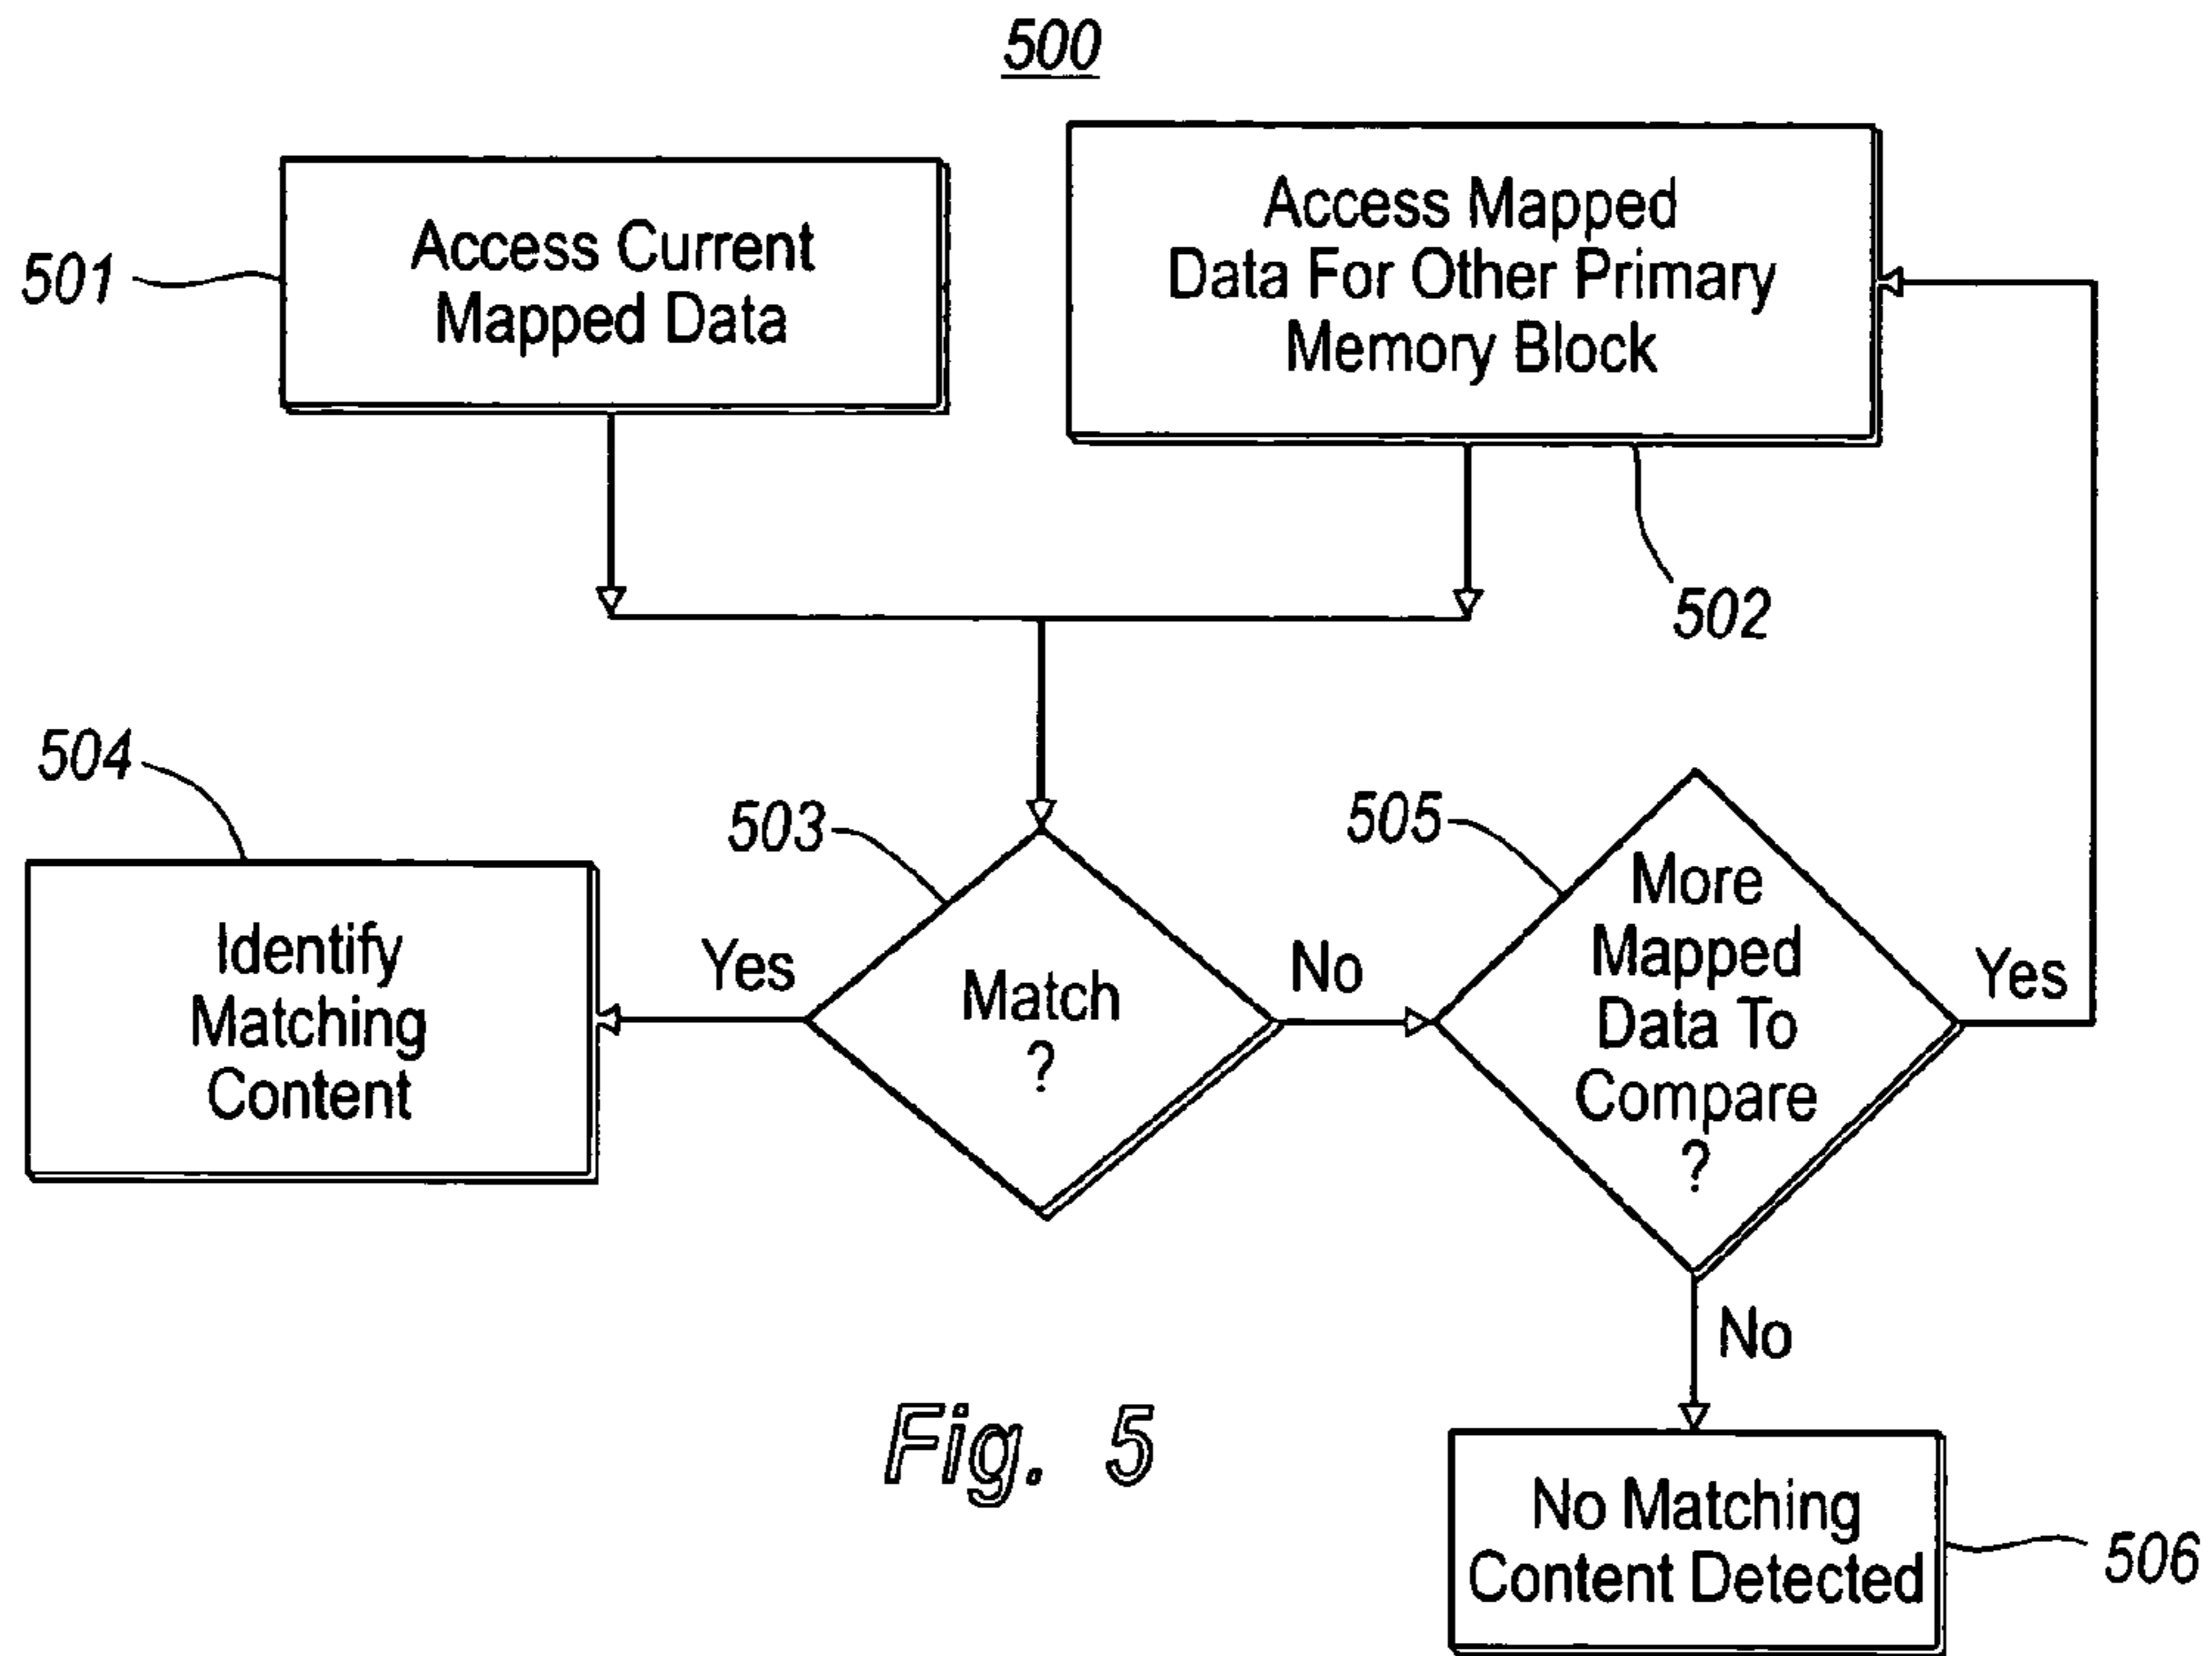 500
501
Access Current
Mapped Data
Access Mapped
Data For Other Primary
Memory Block
502
504
Identify
Matching
Content
Yes
503
Match
?
No
505
More
Mapped
Data To
Compare
?
Yes
No
No Matching
Content Detected
506
Fig. 5